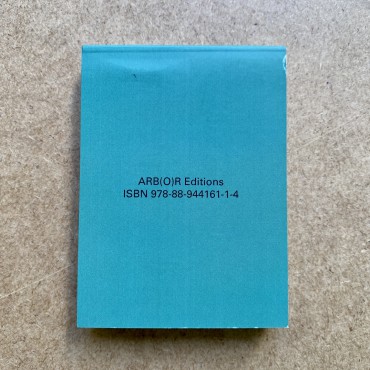 ARB(O)R Editions
ISBN 978-88-944161-1-4